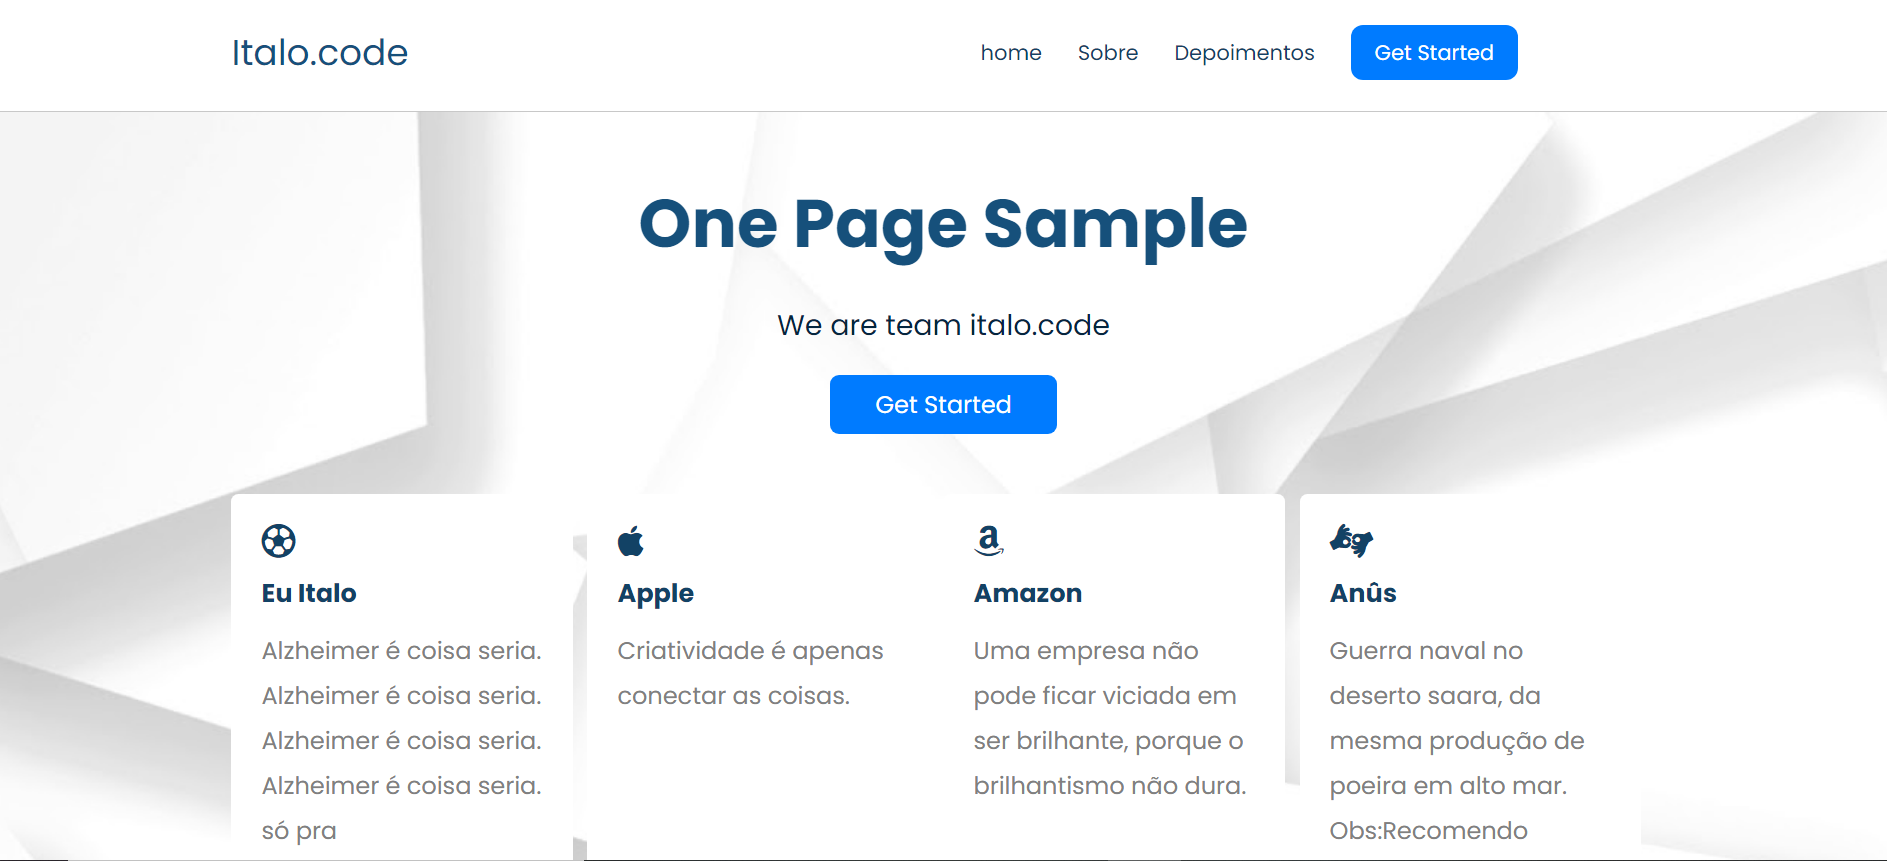 Italo.code
home Sobre Depoimentos Get Started
One Page Sample
We are team italo.code
Get Started
Eu Italo
Alzheimer é coisa seria.
Alzheimer é coisa seria.
Alzheimer é coisa seria.
Alzheimer é coisa seria.
só pra
Apple
Criatividade é apenas
conectar as coisas.
Amazon
Uma empresa não
pode ficar viciada em
ser brilhante, porque o
brilhantismo não dura.
Anûs
Guerra naval no
deserto saara, da
mesma produção de
poeira em alto mar.
Obs:Recomendo